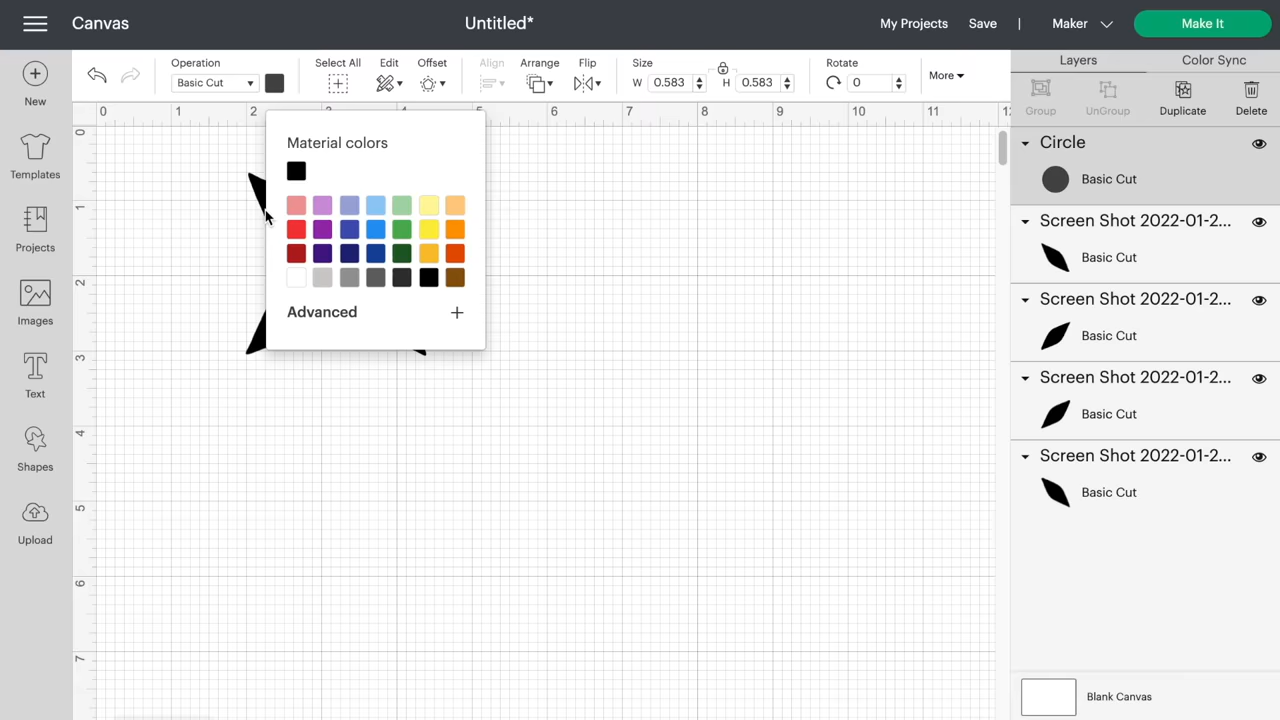 Canvas
Untitled*
My Projects
Save
|
Maker
Make It
New
Templates
Projects
Images
Text
Shapes
Upload
Operation
Basic Cut
Select All
Edit
Offset
Align
Arrange
Flip
Size
W 0.583
H 0.583
Rotate
0
More
0 1 2 3 4 5 6 7 8 9 10 11
0
1
2
3
4
5
6
7
Material colors
Advanced
Layers
Color Sync
Group
UnGroup
Duplicate
Delete
Circle
Basic Cut
Screen Shot 2022-01-2...
Basic Cut
Screen Shot 2022-01-2...
Basic Cut
Screen Shot 2022-01-2...
Basic Cut
Screen Shot 2022-01-2...
Basic Cut
Blank Canvas